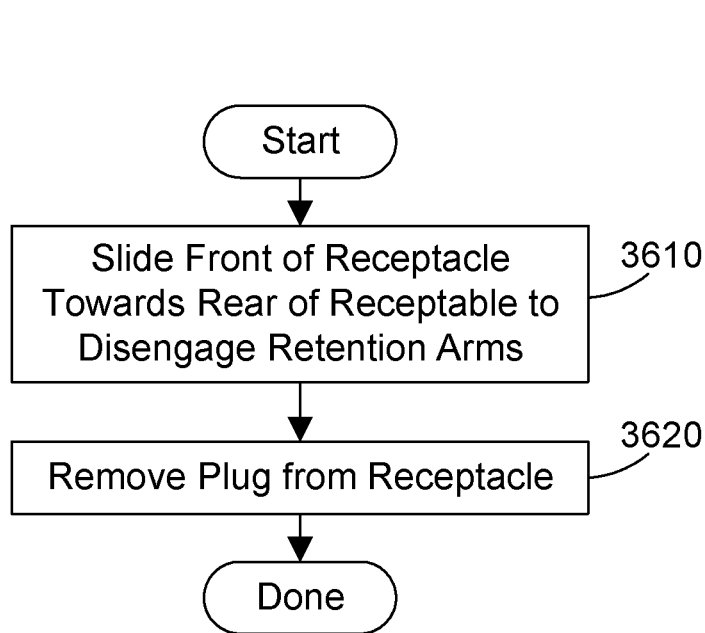 Start
Slide Front of Receptacle
Towards Rear of Receptable to
Disengage Retention Arms
3610
Remove Plug from Receptacle
3620
Done